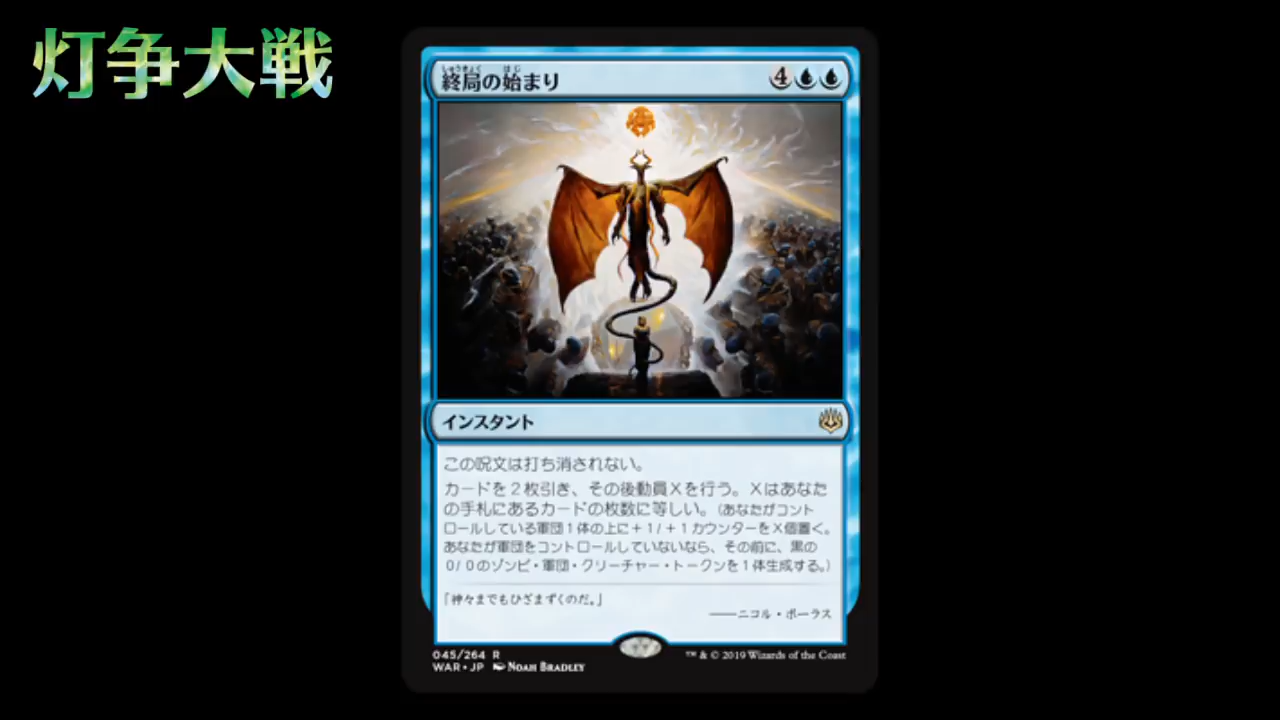 灯争大戦
しゅうきょく はじ
終局の始まり
4
インスタント
この呪文は打ち消されない。
カードを2枚引き、その後動員Xを行う。Xはあなた
の手札にあるカードの枚数に等しい。(あなたがコント
ロールしている軍団1体の上に+1/+1カウンターをX個置く。
あなたが軍団をコントロールしていないなら、その前に、黒の
0/0のゾンビ・軍団・クリーチャー・トークンを1体生成する。)
「神々までもひざまずくのだ。」
――ニコル・ボーラス
045/264 R
WAR・JP NOAH BRADLEY
™ & © 2019 Wizards of the Coast